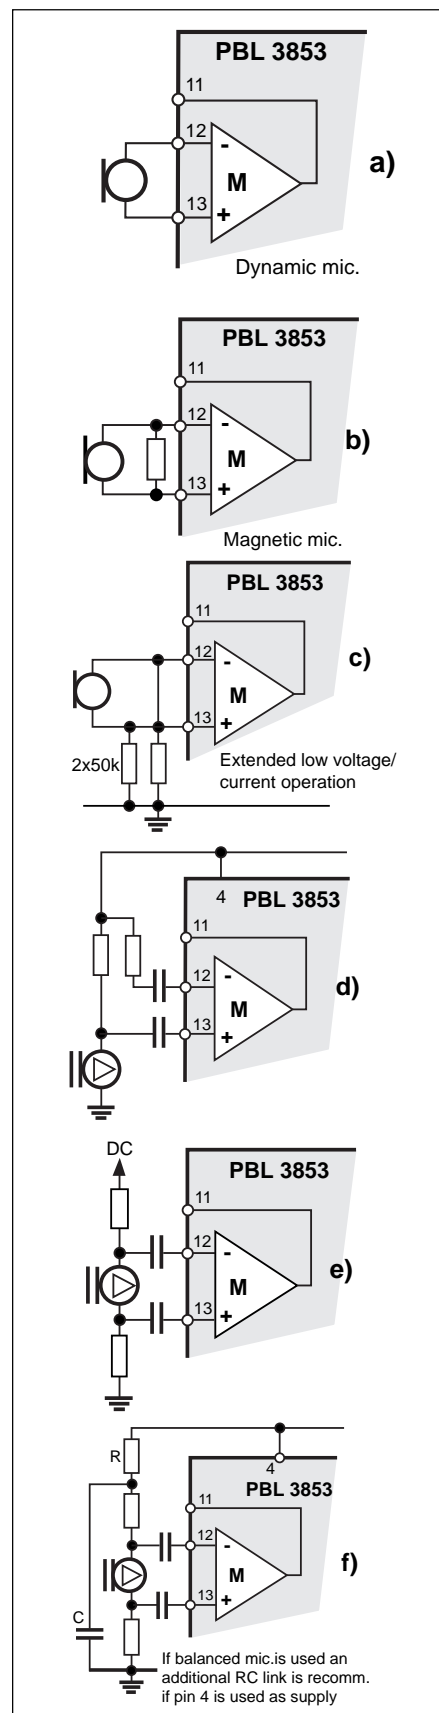 PBL 3853
11
12
-
M
a)
13
+
Dynamic mic.
PBL 3853
11
12
-
M
b)
13
+
Magnetic mic.
PBL 3853
11
12
-
c)
M
13
+
2x50k
Extended low voltage/
current operation
4
PBL 3853
11
12
-
M
d)
13
+
DC
PBL 3853
11
12
-
e)
M
13
+
R
4
PBL 3853
11
12
-
f)
M
13
+
C
If balanced mic.is used an
additional RC link is recomm.
if pin 4 is used as supply